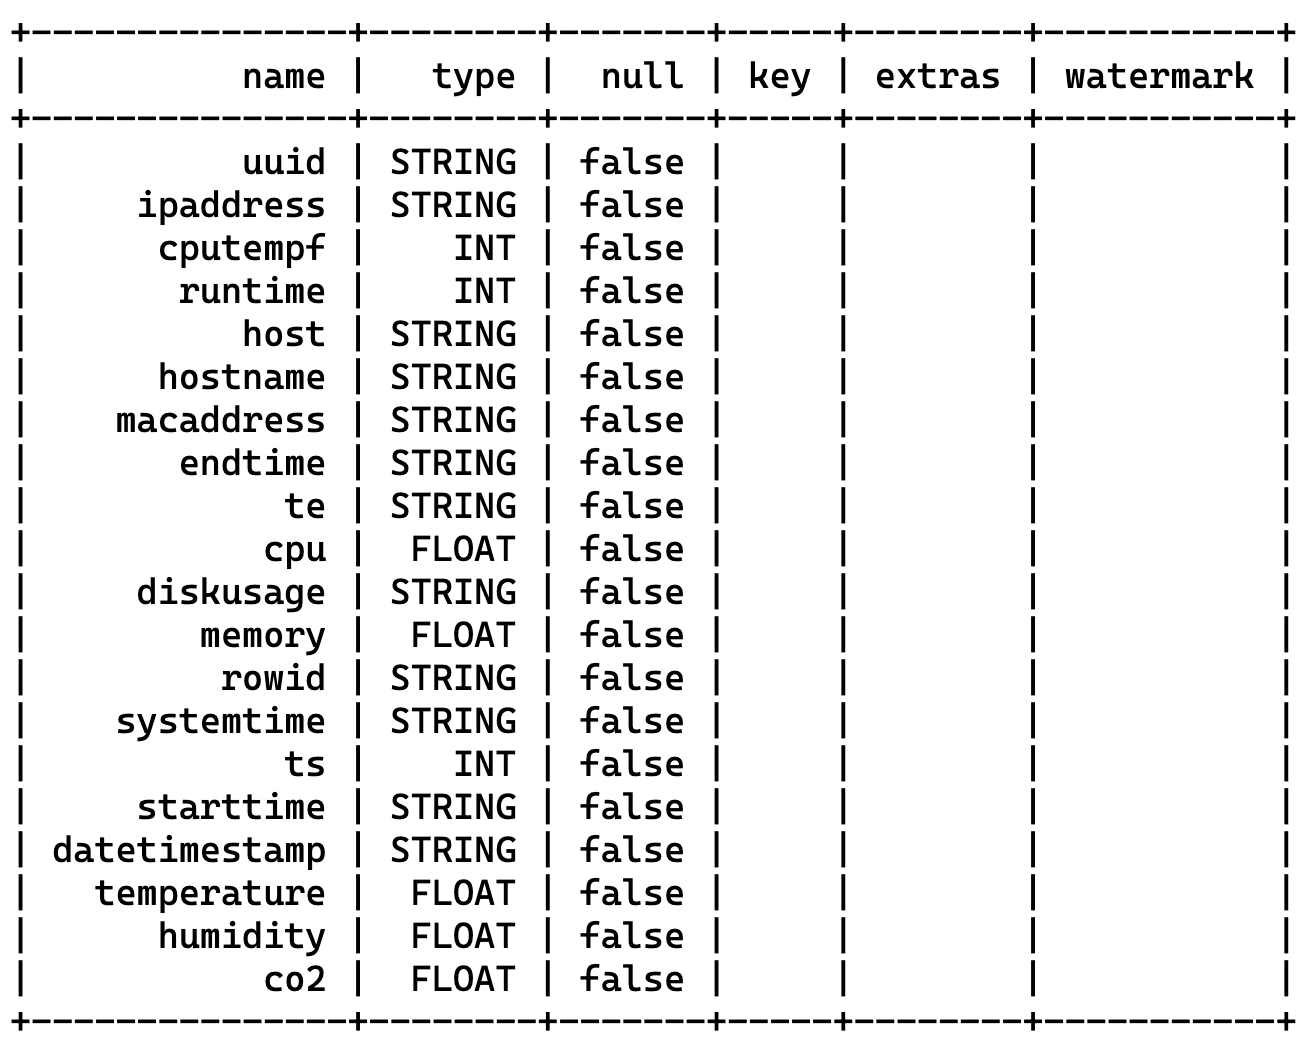 +----------------+--------+-------+-----+--------+-----------+
|           name |   type |  null | key | extras | watermark |
+----------------+--------+-------+-----+--------+-----------+
|           uuid | STRING | false |     |        |           |
|      ipaddress | STRING | false |     |        |           |
|       cputempf |    INT | false |     |        |           |
|        runtime |    INT | false |     |        |           |
|           host | STRING | false |     |        |           |
|       hostname | STRING | false |     |        |           |
|     macaddress | STRING | false |     |        |           |
|        endtime | STRING | false |     |        |           |
|             te | STRING | false |     |        |           |
|            cpu |  FLOAT | false |     |        |           |
|      diskusage | STRING | false |     |        |           |
|         memory |  FLOAT | false |     |        |           |
|          rowid | STRING | false |     |        |           |
|     systemtime | STRING | false |     |        |           |
|             ts |    INT | false |     |        |           |
|      starttime | STRING | false |     |        |           |
|  datetimestamp | STRING | false |     |        |           |
|    temperature |  FLOAT | false |     |        |           |
|       humidity |  FLOAT | false |     |        |           |
|            co2 |  FLOAT | false |     |        |           |
+----------------+--------+-------+-----+--------+-----------+